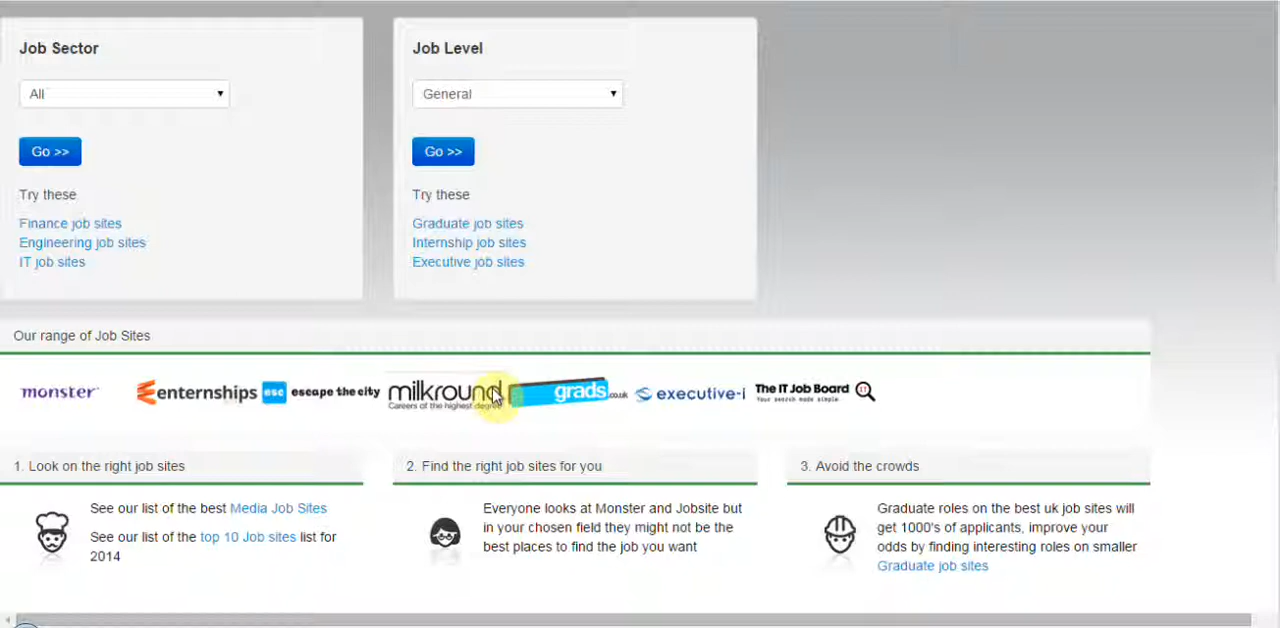 Job Sector
All
Go >>
Try these
Finance job sites
Engineering job sites
IT job sites
Job Level
General
Go >>
Try these
Graduate job sites
Internship job sites
Executive job sites
Our range of Job Sites
monster
enternships
esc escape the city
milkround
Careers of the highest degree
grads.co.uk
executive-i
The IT Job Board
Your search made simple.
1. Look on the right job sites
See our list of the best Media Job Sites
See our list of the top 10 Job sites list for
2014
2. Find the right job sites for you
Everyone looks at Monster and Jobsite but
in your chosen field they might not be the
best places to find the job you want
3. Avoid the crowds
Graduate roles on the best uk job sites will
get 1000's of applicants, improve your
odds by finding interesting roles on smaller
Graduate job sites